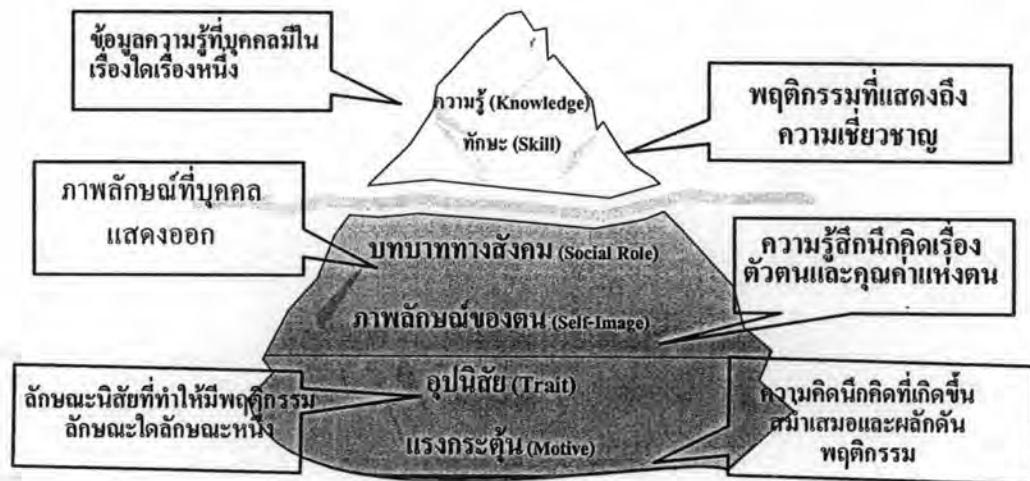 ข้อมูลความรู้ที่บุคคลมีใน
เรื่องใดเรื่องหนึ่ง
ความรู้ (Knowledge)
ทักษะ (Skill)
พฤติกรรมที่แสดงถึง
ความเชี่ยวชาญ
ภาพลักษณ์ที่บุคคล
แสดงออก
บทบาททางสังคม (Social Role)
ภาพลักษณ์ของตน (Self-Image)
ความรู้สึกนึกคิดเรื่อง
ตัวตนและคุณค่าแห่งตน
ลักษณะนิสัยที่ทำให้มีพฤติกรรม
ลักษณะใดลักษณะหนึ่ง
อุปนิสัย (Trait)
แรงกระตุ้น (Motive)
ความคิดนึกคิดที่เกิดขึ้น
สม่ำเสมอและผลักดัน
พฤติกรรม